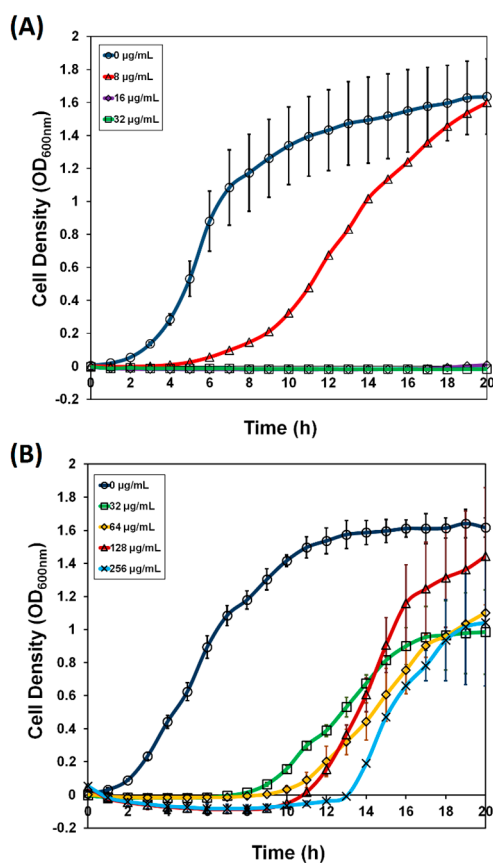 (A)
2
1.8
1.6
1.4
1.2
1
0.8
0.6
0.4
0.2
0
-0.2
Cell Density (OD600nm)
0 µg/mL
8 µg/mL
16 µg/mL
32 µg/mL
0 2 4 6 8 10 12 14 16 18 20
Time (h)
(B)
2
1.8
1.6
1.4
1.2
1
0.8
0.6
0.4
0.2
0
-0.2
Cell Density (OD600nm)
0 µg/mL
32 µg/mL
64 µg/mL
128 µg/mL
256 µg/mL
0 2 4 6 8 10 12 14 16 18 20
Time (h)